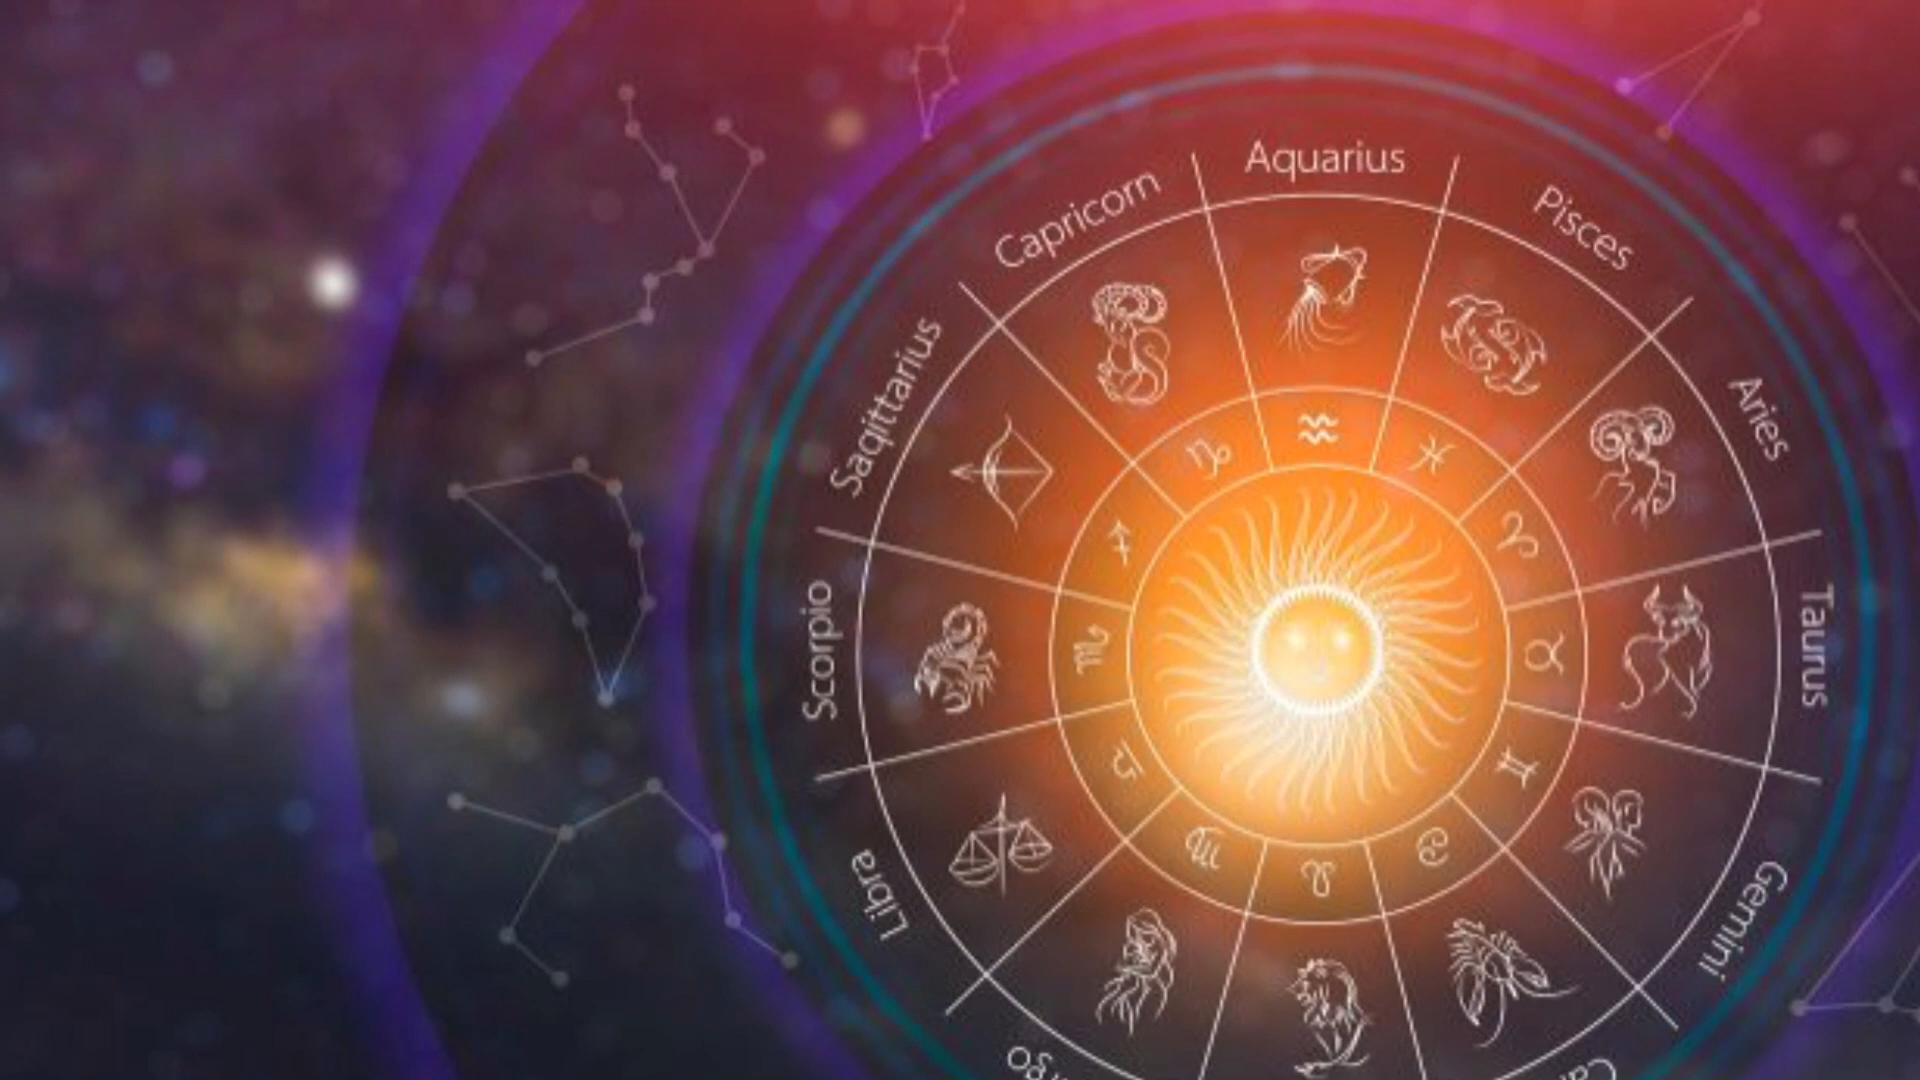 Aquarius
Pisces
Aries
Taurus
Gemini
Libra
Scorpio
Sagittarius
Capricorn